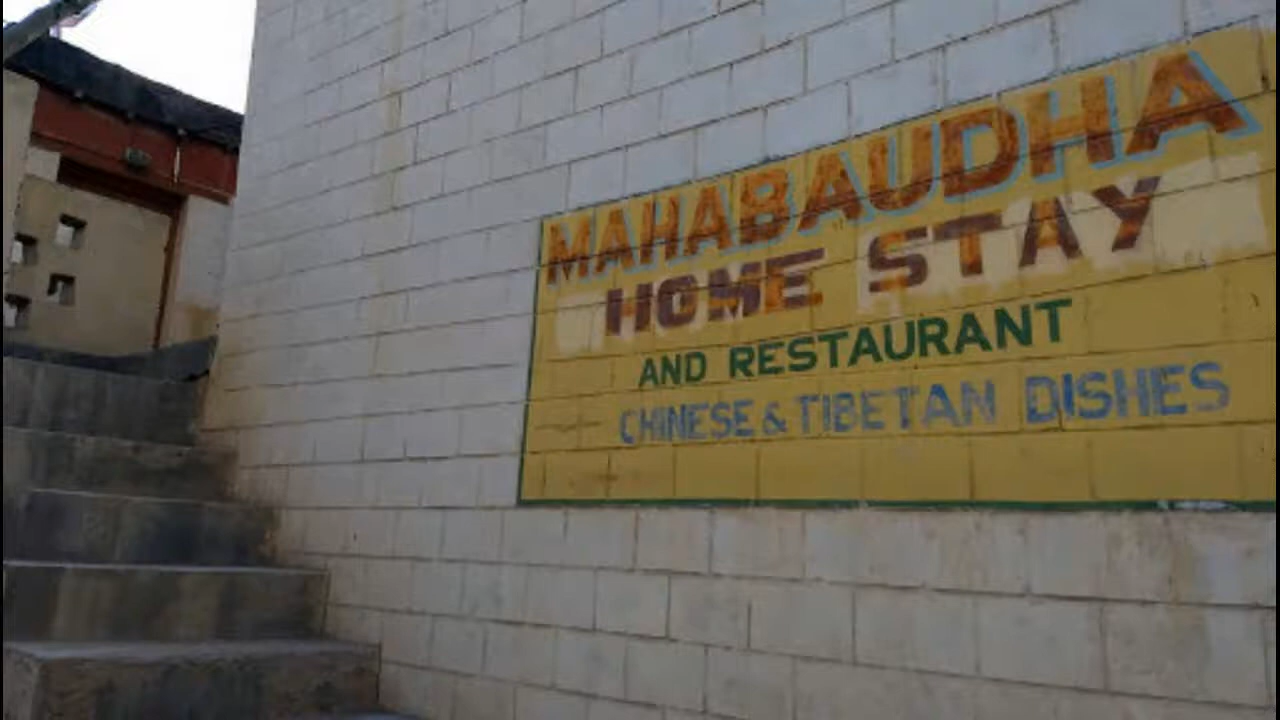 MAHABAUDHA
HOME STAY
AND RESTAURANT
CHINESE & TIBETAN DISHES